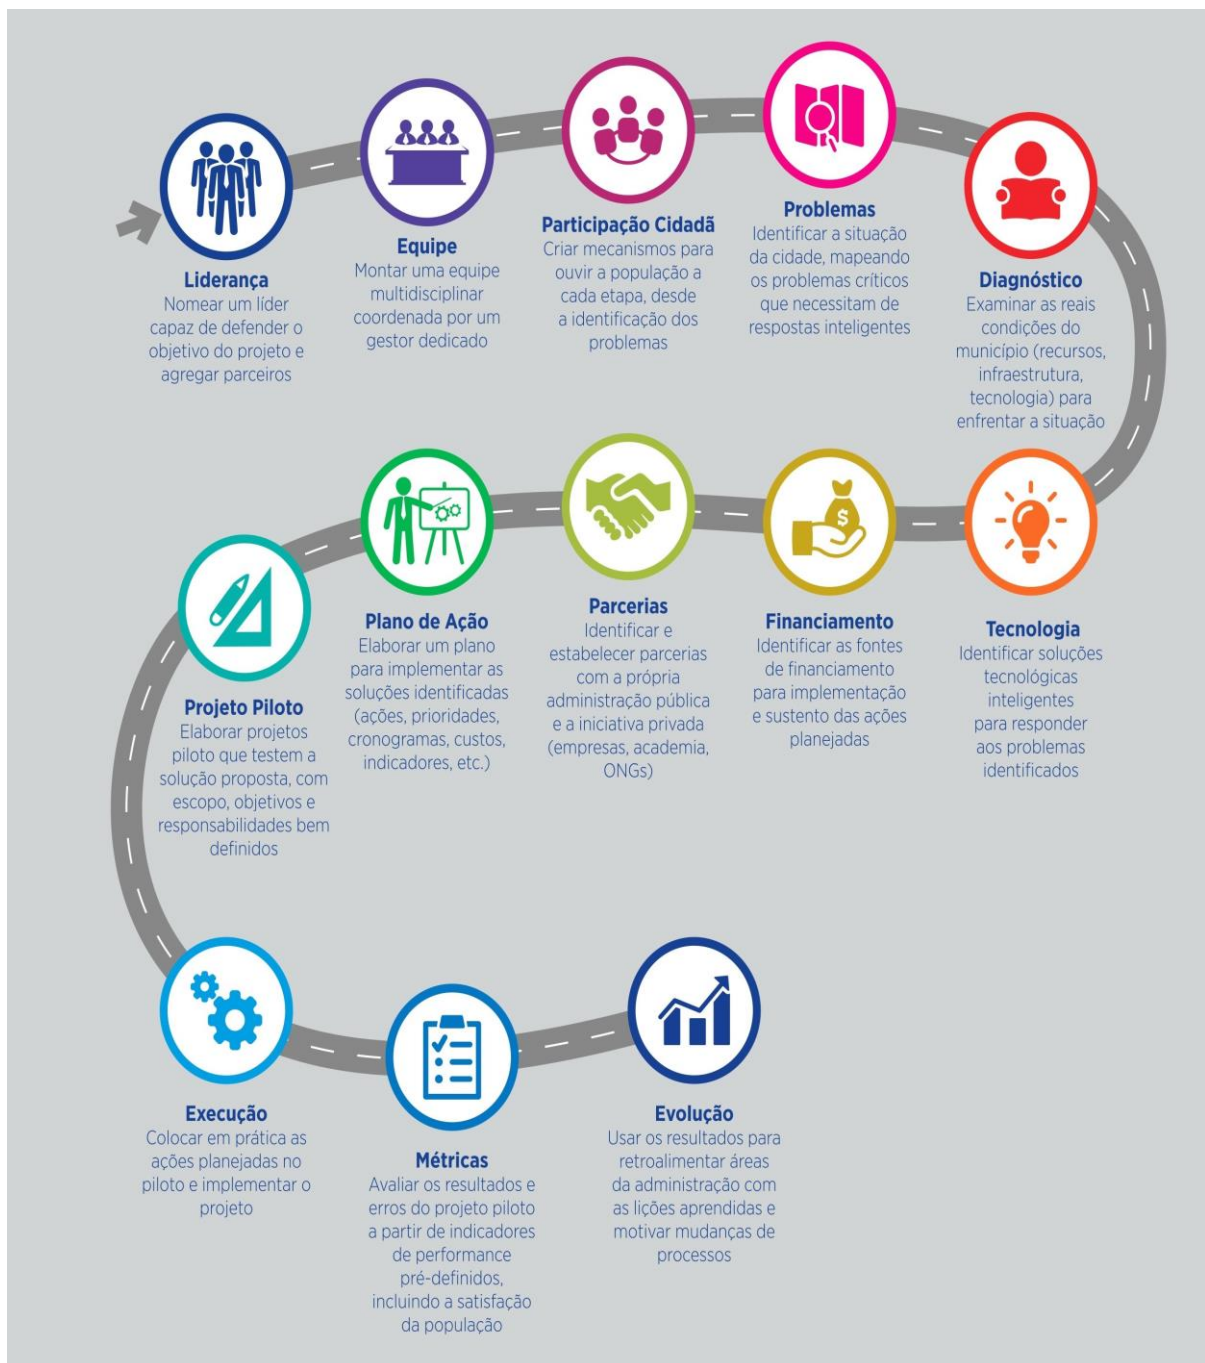 Liderança
Nomear um líder
capaz de defender o
objetivo do projeto e
agregar parceiros
Equipe
Montar uma equipe
multidisciplinar
coordenada por um
gestor dedicado
Participação Cidadã
Criar mecanismos para
ouvir a população a
cada etapa, desde
a identificação dos
problemas
Problemas
Identificar a situação
da cidade, mapeando
os problemas críticos
que necessitam de
respostas inteligentes
Diagnóstico
Examinar as reais
condições do
município (recursos,
infraestrutura,
tecnologia) para
enfrentar a situação
$
Tecnologia
Identificar soluções
tecnológicas
inteligentes
para responder
aos problemas
identificados
Financiamento
Identificar as fontes
de financiamento
para implementação
e sustento das ações
planejadas
Parcerias
Identificar e
estabelecer parcerias
com a própria
administração pública
e a iniciativa privada
(empresas, academia,
ONGs)
Plano de Ação
Elaborar um plano
para implementar as
soluções identificadas
(ações, prioridades,
cronogramas, custos,
indicadores, etc.)
Projeto Piloto
Elaborar projetos
piloto que testem a
solução proposta, com
escopo, objetivos e
responsabilidades bem
definidos
Execução
Colocar em prática as
ações planejadas no
piloto e implementar o
projeto
Métricas
Avaliar os resultados e
erros do projeto piloto
a partir de indicadores
de performance
pré-definidos,
incluindo a satisfação
da população
Evolução
Usar os resultados para
retroalimentar áreas
da administração com
as lições aprendidas e
motivar mudanças de
processos